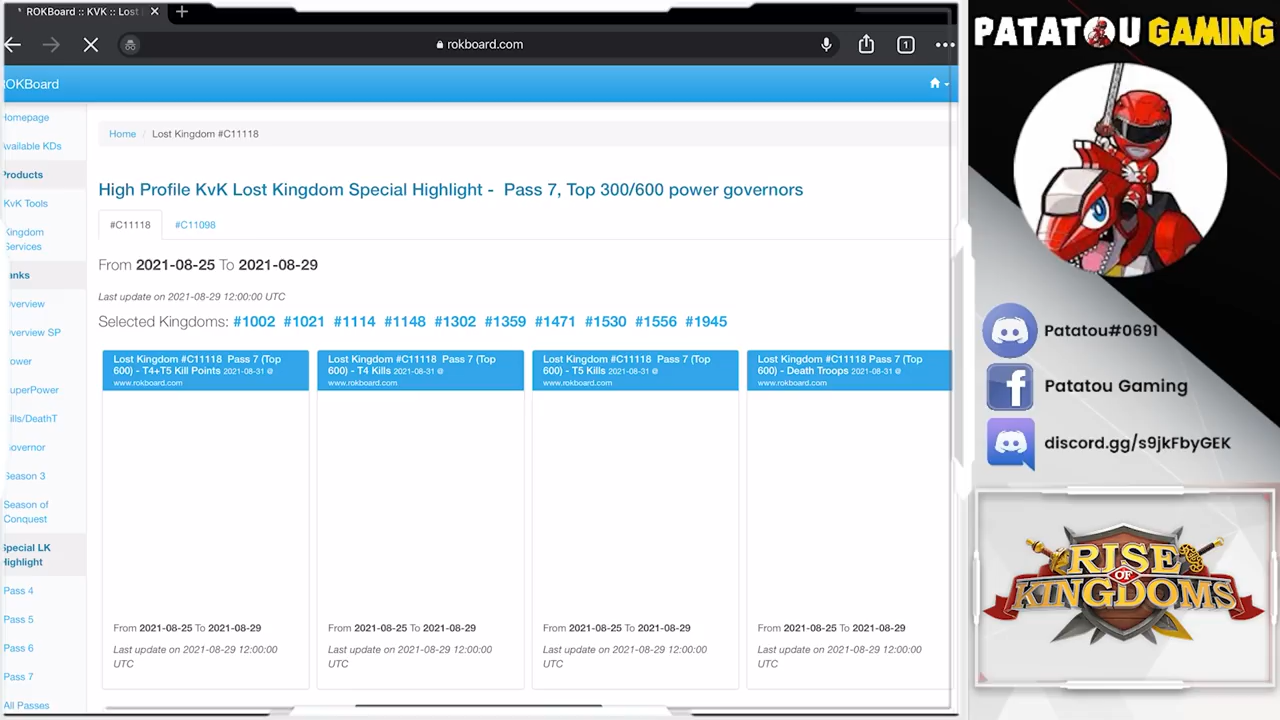 ROKBoard :: KVK :: Lost
rokboard.com
1
ROKBoard
Homepage
Available KDs
Products
KvK Tools
Kingdom
Services
anks
verview
verview SP
ower
uperPower
ills/DeathT
overnor
Season 3
Season of
Conquest
Special LK
Highlight
Pass 4
Pass 5
Pass 6
Pass 7
All Passes
Home / Lost Kingdom #C11118
High Profile KvK Lost Kingdom Special Highlight - Pass 7, Top 300/600 power governors
#C11118 #C11098
From 2021-08-25 To 2021-08-29
Last update on 2021-08-29 12:00:00 UTC
Selected Kingdoms: #1002 #1021 #1114 #1148 #1302 #1359 #1471 #1530 #1556 #1945
Lost Kingdom #C11118 Pass 7 (Top
600) - T4+T5 Kill Points 2021-08-31 @
www.rokboard.com
From 2021-08-25 To 2021-08-29
Last update on 2021-08-29 12:00:00
UTC
Lost Kingdom #C11118 Pass 7 (Top
600) - T4 Kills 2021-08-31 @
www.rokboard.com
From 2021-08-25 To 2021-08-29
Last update on 2021-08-29 12:00:00
UTC
Lost Kingdom #C11118 Pass 7 (Top
600) - T5 Kills 2021-08-31 @
www.rokboard.com
From 2021-08-25 To 2021-08-29
Last update on 2021-08-29 12:00:00
UTC
Lost Kingdom #C11118 Pass 7 (Top
600) - Death Troops 2021-08-31 @
www.rokboard.com
From 2021-08-25 To 2021-08-29
Last update on 2021-08-29 12:00:00
UTC
PATATOU GAMING
Patatou#0691
Patatou Gaming
discord.gg/s9jkFbyGEK
RISE
OF
KINGDOMS